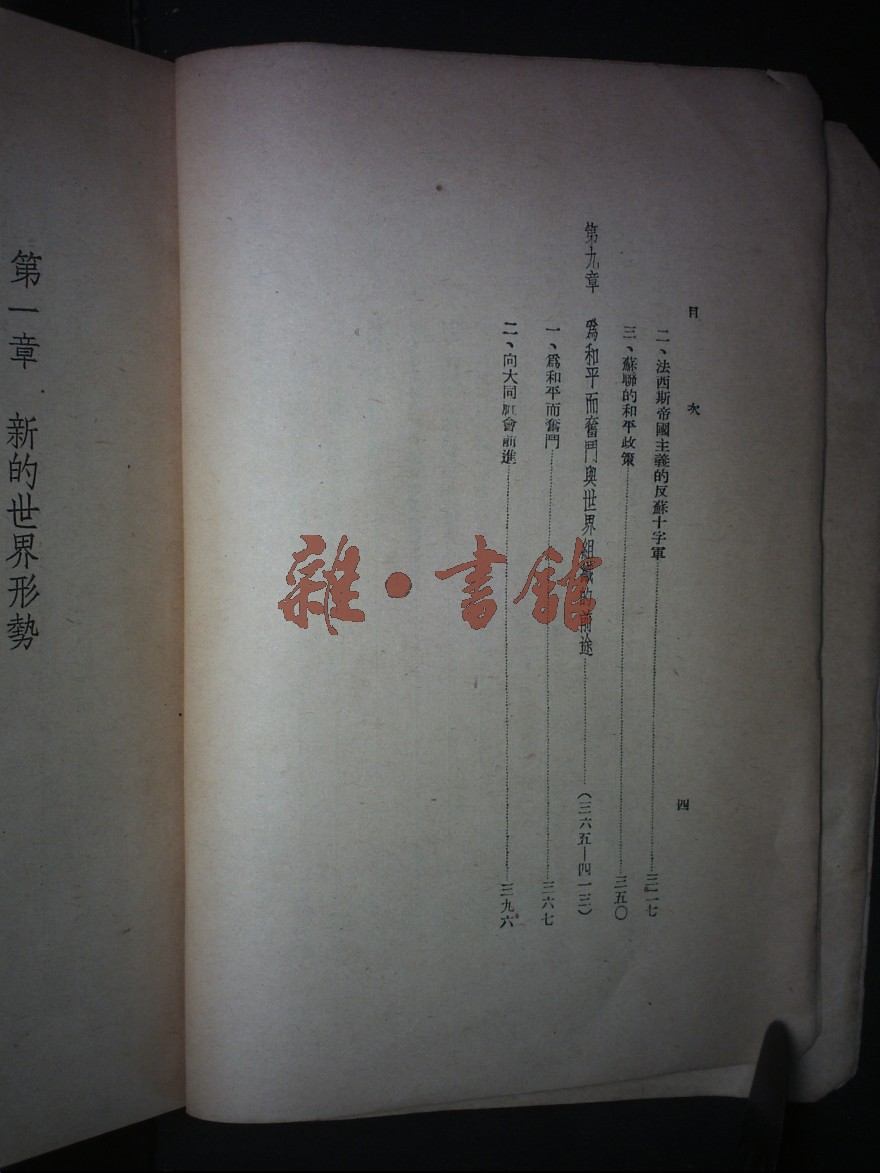 目次
二、法西斯帝國主義的反蘇十字軍……三一七
三、蘇聯的和平政策……三五〇
第九章 爲和平而奮鬥與世界組織的前途……(三六五—四一三)
一、爲和平而奮鬥……三六七
二、向大同社會前進……三九六
四
第一章 新的世界形勢
雜·書館